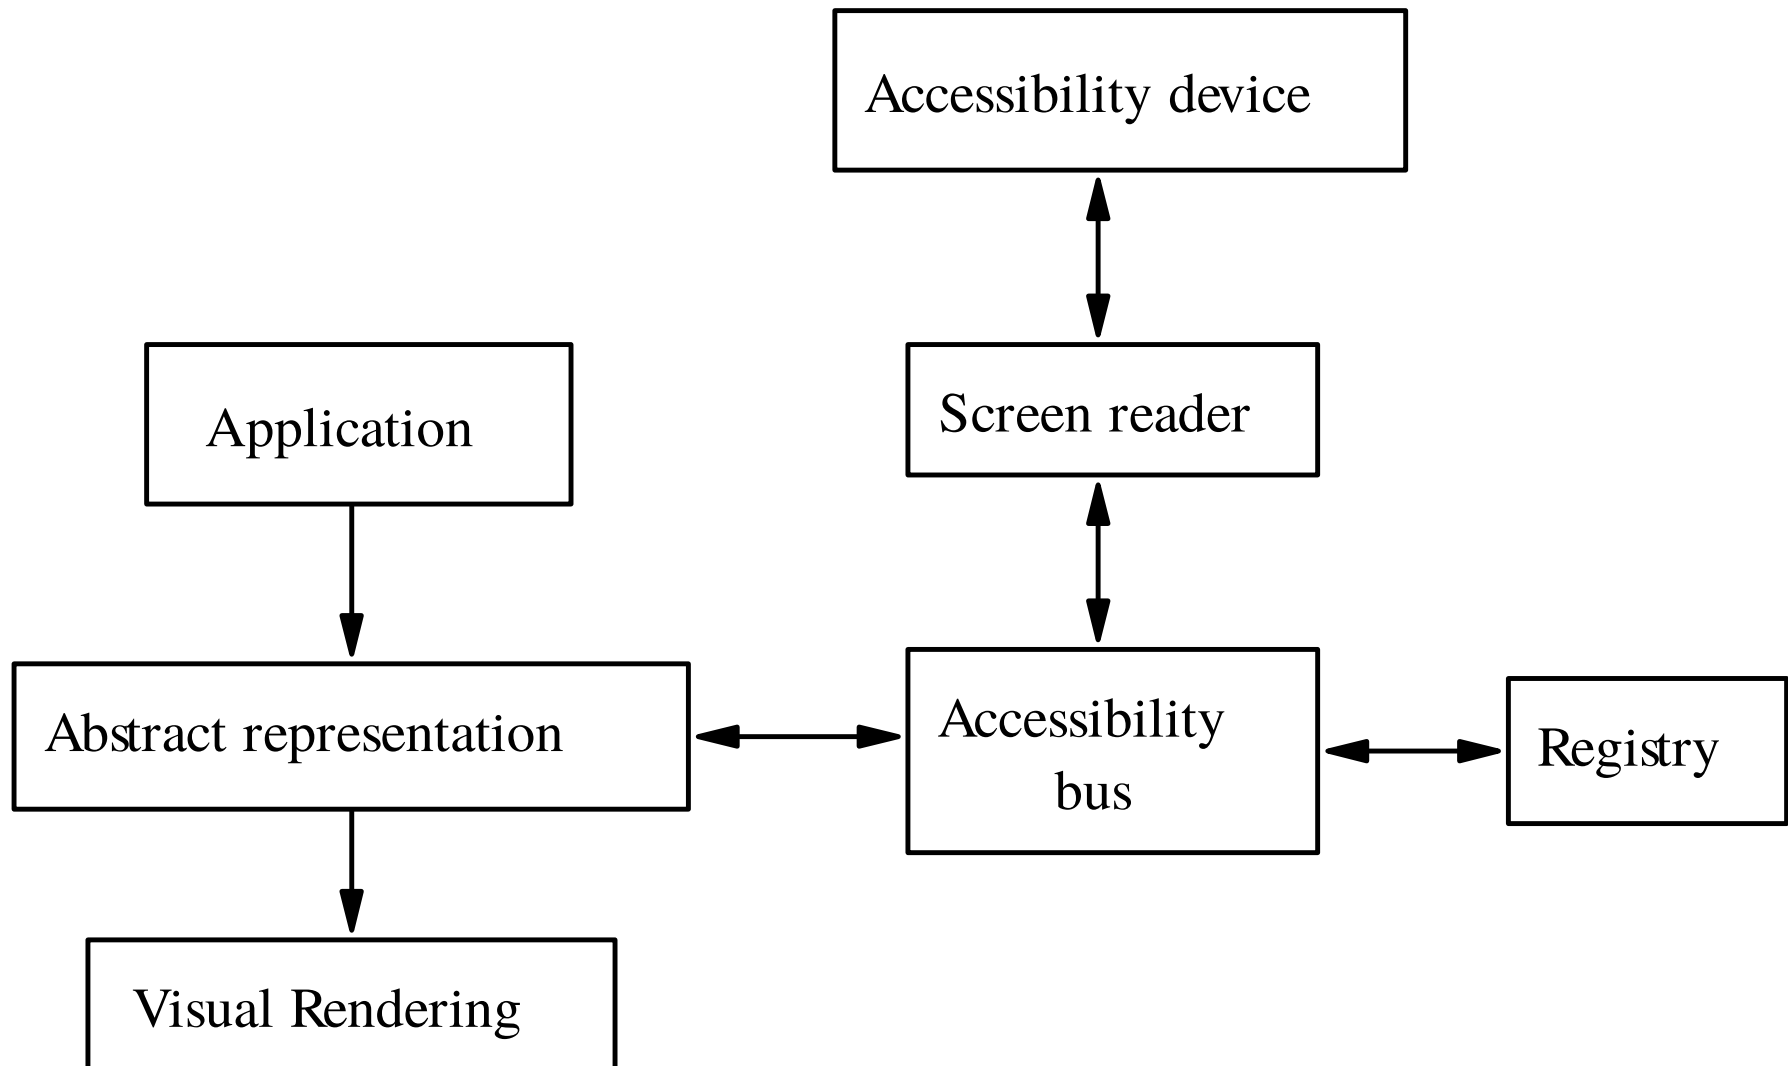 Accessibility device
Application
Screen reader
Abstract representation
Accessibility
bus
Registry
Visual Rendering